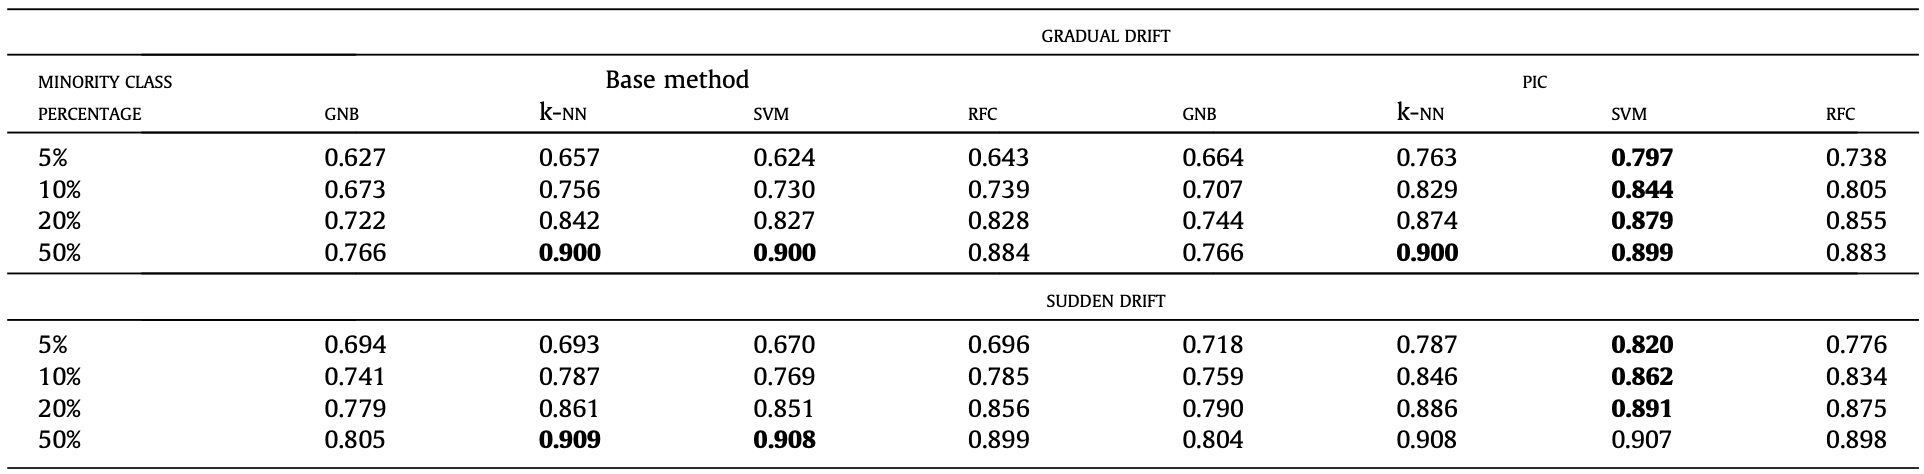 GRADUAL DRIFT
MINORITY CLASS Base method PIC
PERCENTAGE GNB k-NN SVM RFC GNB k-NN SVM RFC
5% 0.627 0.657 0.624 0.643 0.664 0.763 0.797 0.738
10% 0.673 0.756 0.730 0.739 0.707 0.829 0.844 0.805
20% 0.722 0.842 0.827 0.828 0.744 0.874 0.879 0.855
50% 0.766 0.900 0.900 0.884 0.766 0.900 0.899 0.883
SUDDEN DRIFT
5% 0.694 0.693 0.670 0.696 0.718 0.787 0.820 0.776
10% 0.741 0.787 0.769 0.785 0.759 0.846 0.862 0.834
20% 0.779 0.861 0.851 0.856 0.790 0.886 0.891 0.875
50% 0.805 0.909 0.908 0.899 0.804 0.908 0.907 0.898